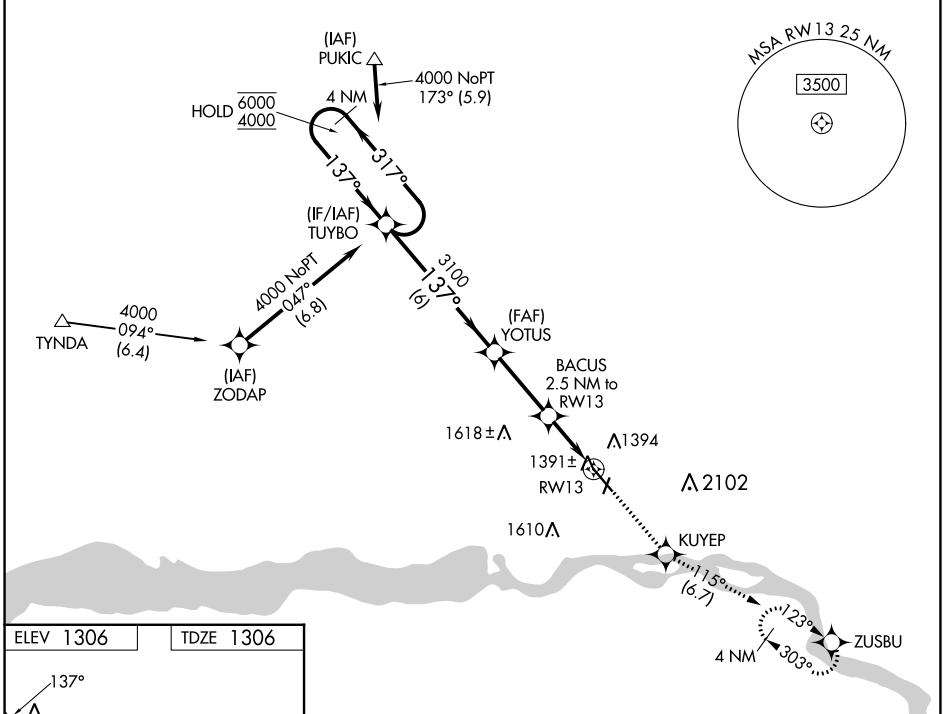 MSA RW13 25 NM
3500
(IAF)
PUKIC
4000 NoPT
173° (5.9)
HOLD
6000
4000
4 NM
137°
317°
(IF/IAF)
TUYBO
4000 NoPT
047°
(6.8)
3100
137°
(6)
TYNDA
4000
094°
(6.4)
(IAF)
ZODAP
(FAF)
YOTUS
BACUS
2.5 NM to
RW13
1618±
1394
1391±
RW13
2102
1610
KUYEP
115°
(6.7)
123°
303°
4 NM
ZUSBU
ELEV 1306
TDZE 1306
137°